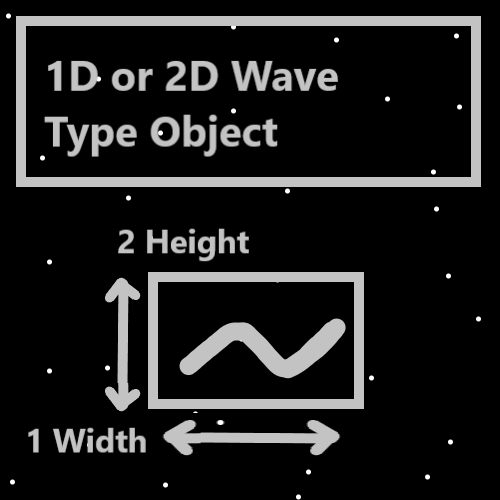 1D or 2D Wave
Type Object
2 Height
1 Width